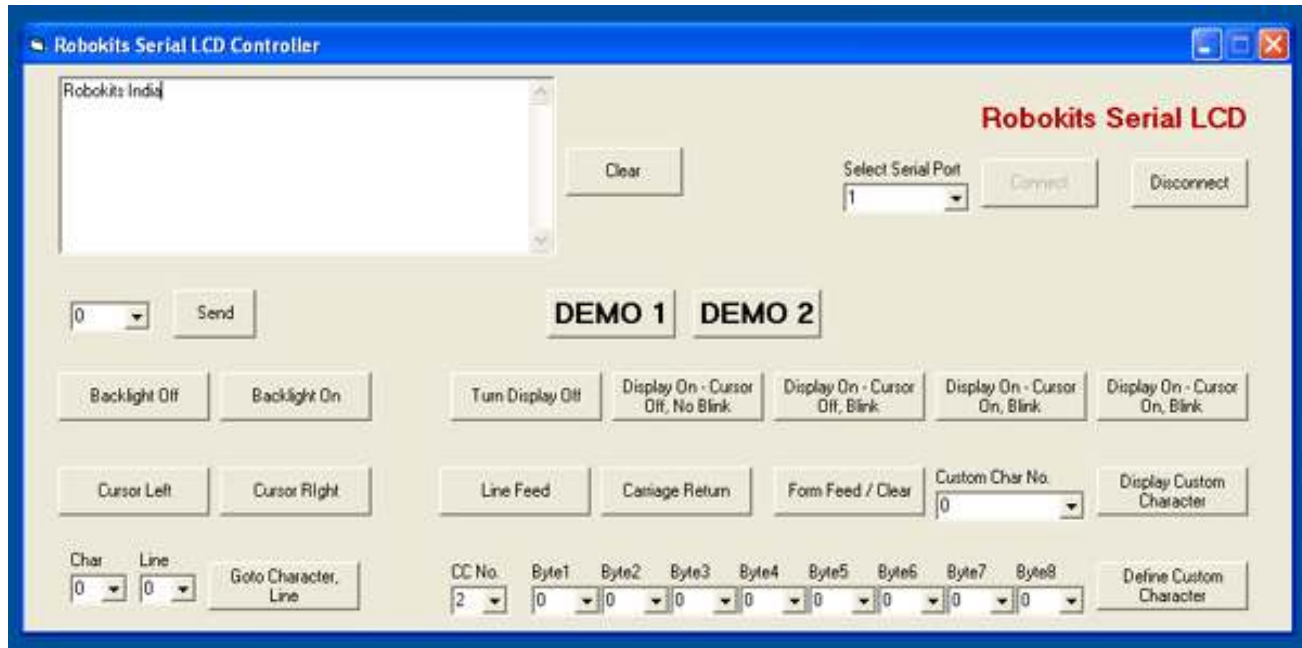 Robokits Serial LCD Controller
Robokits India
Robokits Serial LCD
Clear
Select Serial Port
1
Connect
Disconnect
0
Send
DEMO 1
DEMO 2
Backlight Off
Backlight On
Turn Display Off
Display On - Cursor
Off, No Blink
Display On - Cursor
Off, Blink
Display On - Cursor
On, Blink
Display On - Cursor
On, Blink
Cursor Left
Cursor RIght
Line Feed
Carriage Return
Form Feed / Clear
Custom Char No.
0
Display Custom
Character
Char Line
0 0
Goto Character,
Line
CC No. Byte1 Byte2 Byte3 Byte4 Byte5 Byte6 Byte7 Byte8
2 0 0 0 0 0 0 0 0
Define Custom
Character